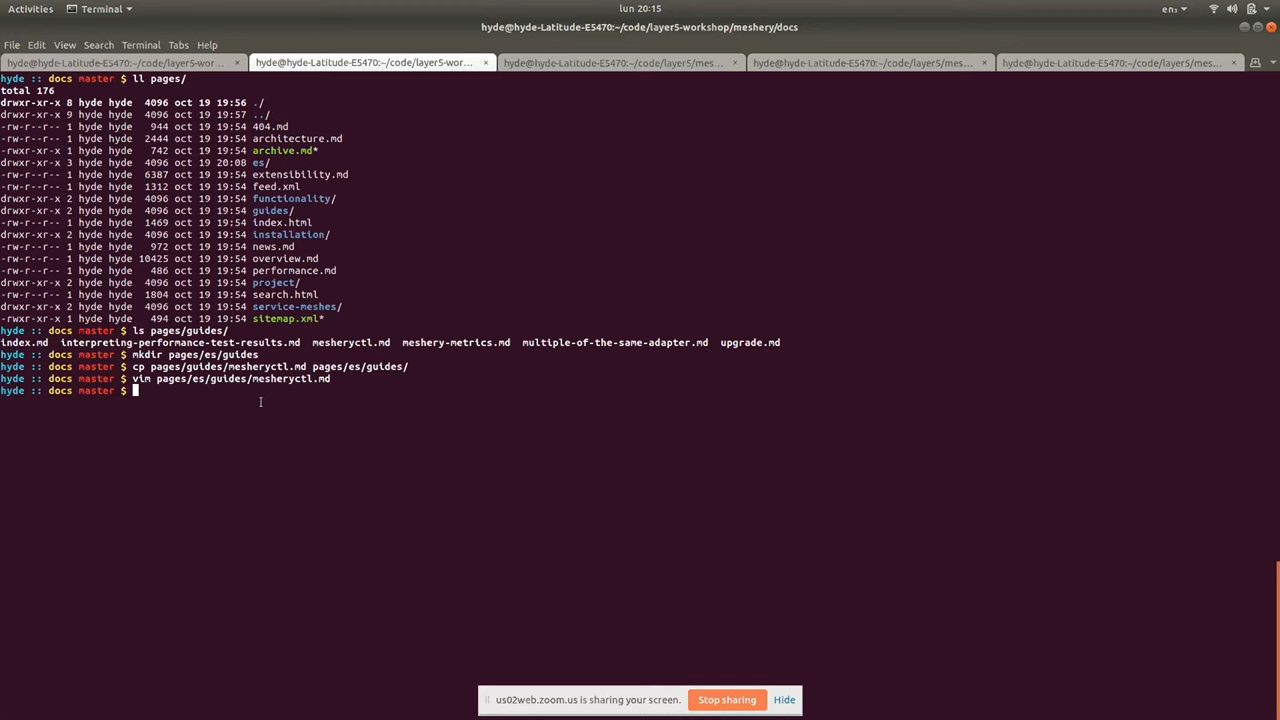 Activities Terminal lun 20:15 en₃
hyde@hyde-Latitude-E5470:~/code/layer5-workshop/meshery/docs
File Edit View Search Terminal Tabs Help
hyde@hyde-Latitude-E5470:~/code/layer5-wor... × hyde@hyde-Latitude-E5470:~/code/layer5-work... × hyde@hyde-Latitude-E5470:~/code/layer5/mes... × hyde@hyde-Latitude-E5470:~/code/layer5/mes... × hyde@hyde-Latitude-E5470:~/code/layer5/mes... ×
hyde :: docs master $ ll pages/
total 176
drwxr-xr-x 8 hyde hyde 4096 oct 19 19:56 ./
drwxr-xr-x 9 hyde hyde 4096 oct 19 19:57 ../
-rw-r--r-- 1 hyde hyde 944 oct 19 19:54 404.md
-rw-r--r-- 1 hyde hyde 2444 oct 19 19:54 architecture.md
-rw-r--r-- 1 hyde hyde 742 oct 19 19:54 archive.md*
drwxr-xr-x 3 hyde hyde 4096 oct 19 20:08 es/
-rw-r--r-- 1 hyde hyde 6387 oct 19 19:54 extensibility.md
-rw-r--r-- 1 hyde hyde 1312 oct 19 19:54 feed.xml
drwxr-xr-x 2 hyde hyde 4096 oct 19 19:54 functionality/
drwxr-xr-x 2 hyde hyde 4096 oct 19 19:54 guides/
-rw-r--r-- 1 hyde hyde 1469 oct 19 19:54 index.html
drwxr-xr-x 2 hyde hyde 4096 oct 19 19:54 installation/
-rw-r--r-- 1 hyde hyde 972 oct 19 19:54 news.md
-rw-r--r-- 1 hyde hyde 10425 oct 19 19:54 overview.md
-rw-r--r-- 1 hyde hyde 486 oct 19 19:54 performance.md
drwxr-xr-x 2 hyde hyde 4096 oct 19 19:54 project/
-rw-r--r-- 1 hyde hyde 1804 oct 19 19:54 search.html
drwxr-xr-x 2 hyde hyde 4096 oct 19 19:54 service-meshes/
-rw-r--r-- 1 hyde hyde 494 oct 19 19:54 sitemap.xml*
hyde :: docs master $ ls pages/guides/
index.md interpreting-performance-test-results.md mesheryctl.md meshery-metrics.md multiple-of-the-same-adapter.md upgrade.md
hyde :: docs master $ mkdir pages/es/guides
hyde :: docs master $ cp pages/guides/mesheryctl.md pages/es/guides/
hyde :: docs master $ vim pages/es/guides/mesheryctl.md
hyde :: docs master $
us02web.zoom.us is sharing your screen. Stop sharing Hide